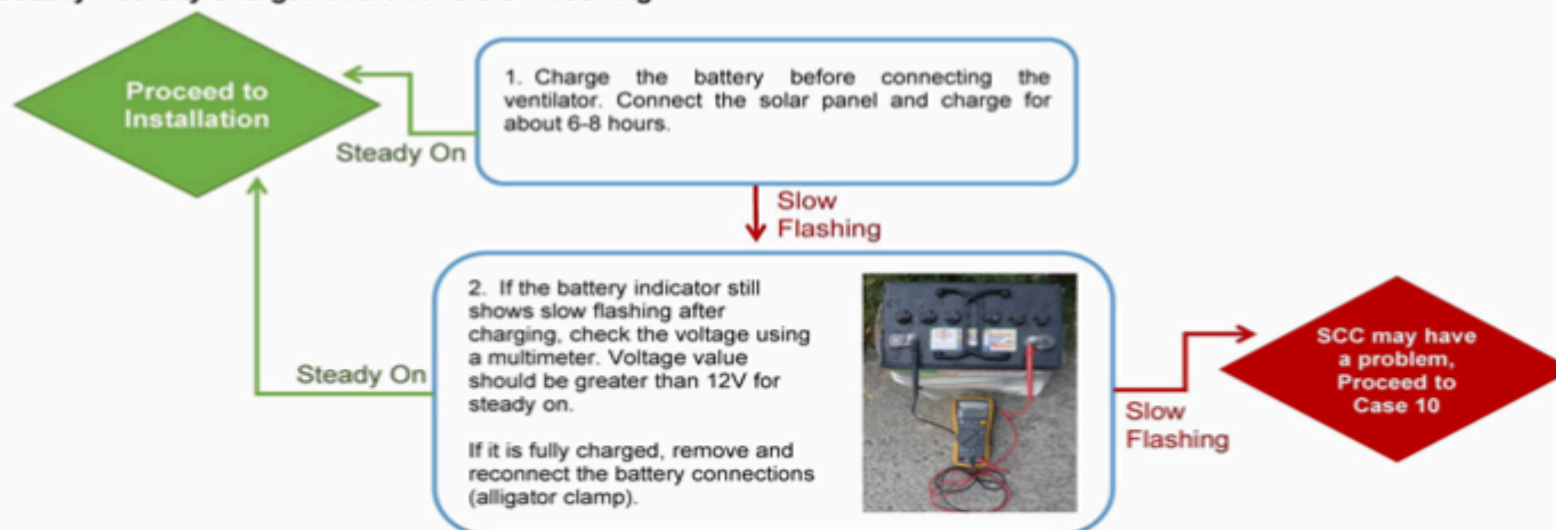 Proceed to
Installation
1. Charge the battery before connecting the
ventilator. Connect the solar panel and charge for
about 6-8 hours.
Steady On
Slow
Flashing
2. If the battery indicator still
shows slow flashing after
charging, check the voltage using
a multimeter. Voltage value
should be greater than 12V for
steady on.
If it is fully charged, remove and
reconnect the battery connections
(alligator clamp).
Steady On
Slow
Flashing
SCC may have
a problem,
Proceed to
Case 10